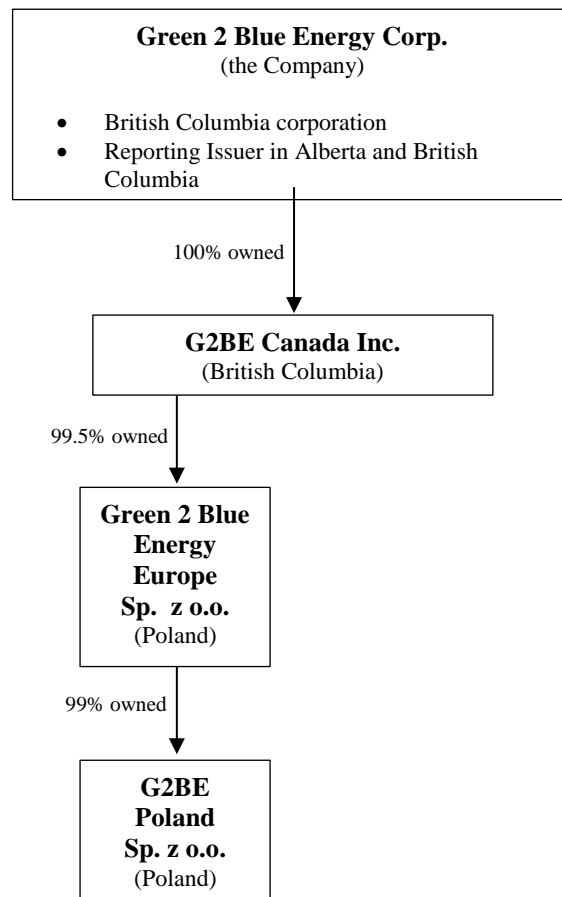 Green 2 Blue Energy Corp.
(the Company)
• British Columbia corporation
• Reporting Issuer in Alberta and British
Columbia
100% owned
G2BE Canada Inc.
(British Columbia)
99.5% owned
Green 2 Blue
Energy
Europe
Sp. z o.o.
(Poland)
99% owned
G2BE
Poland
Sp. z o.o.
(Poland)